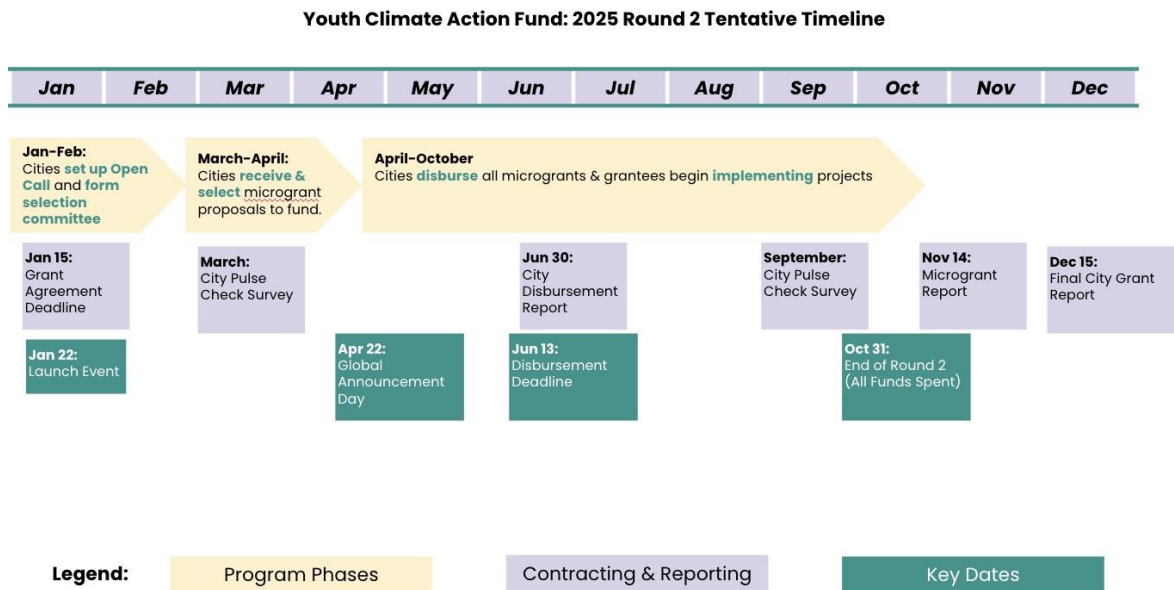 Youth Climate Action Fund: 2025 Round 2 Tentative Timeline
Jan Feb Mar Apr May Jun Jul Aug Sep Oct Nov Dec
Jan-Feb:
Cities set up Open
Call and form
selection
committee
March-April:
Cities receive &
select microgrant
proposals to fund.
April-October
Cities disburse all microgrants & grantees begin implementing projects
Jan 15:
Grant
Agreement
Deadline
March:
City Pulse
Check Survey
Jun 30:
City
Disbursement
Report
September:
City Pulse
Check Survey
Nov 14:
Microgrant
Report
Dec 15:
Final City Grant
Report
Jan 22:
Launch Event
Apr 22:
Global
Announcement
Day
Jun 13:
Disbursement
Deadline
Oct 31:
End of Round 2
(All Funds Spent)
Legend:
Program Phases
Contracting & Reporting
Key Dates